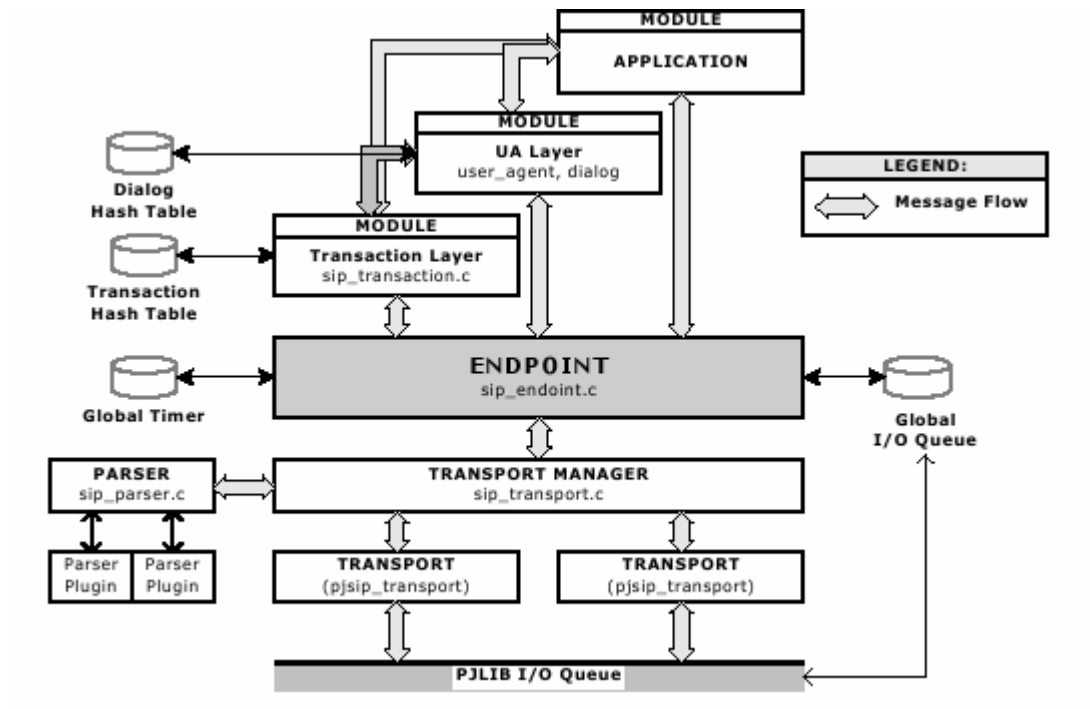 MODULE
APPLICATION
MODULE
UA Layer
user_agent, dialog
Dialog
Hash Table
LEGEND:
Message Flow
MODULE
Transaction Layer
sip_transaction.c
Transaction
Hash Table
ENDPOINT
sip_endoint.c
Global Timer
Global
I/O Queue
PARSER
sip_parser.c
TRANSPORT MANAGER
sip_transport.c
Parser
Plugin
Parser
Plugin
TRANSPORT
(pjsip_transport)
TRANSPORT
(pjsip_transport)
PJLIB I/O Queue